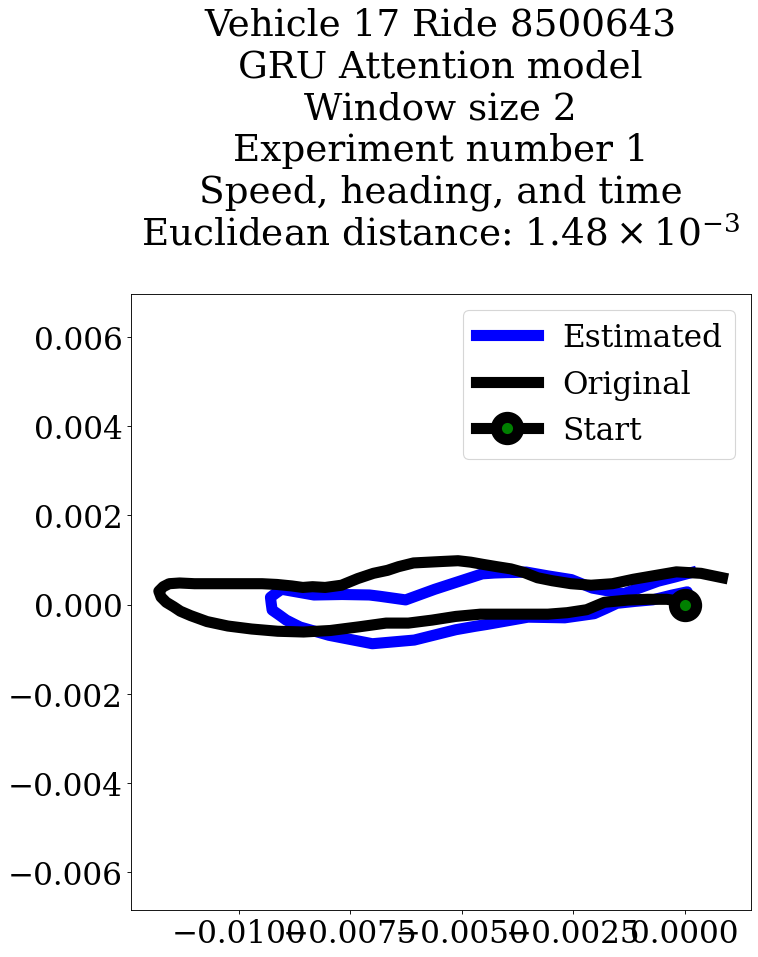 Vehicle 17 Ride 8500643
GRU Attention model
Window size 2
Experiment number 1
Speed, heading, and time
Euclidean distance: 1.48 × 10⁻³
Estimated
Original
Start
0.006
0.004
0.002
0.000
−0.002
−0.004
−0.006
−0.0100 −0.0075 −0.0050 −0.0025 0.0000